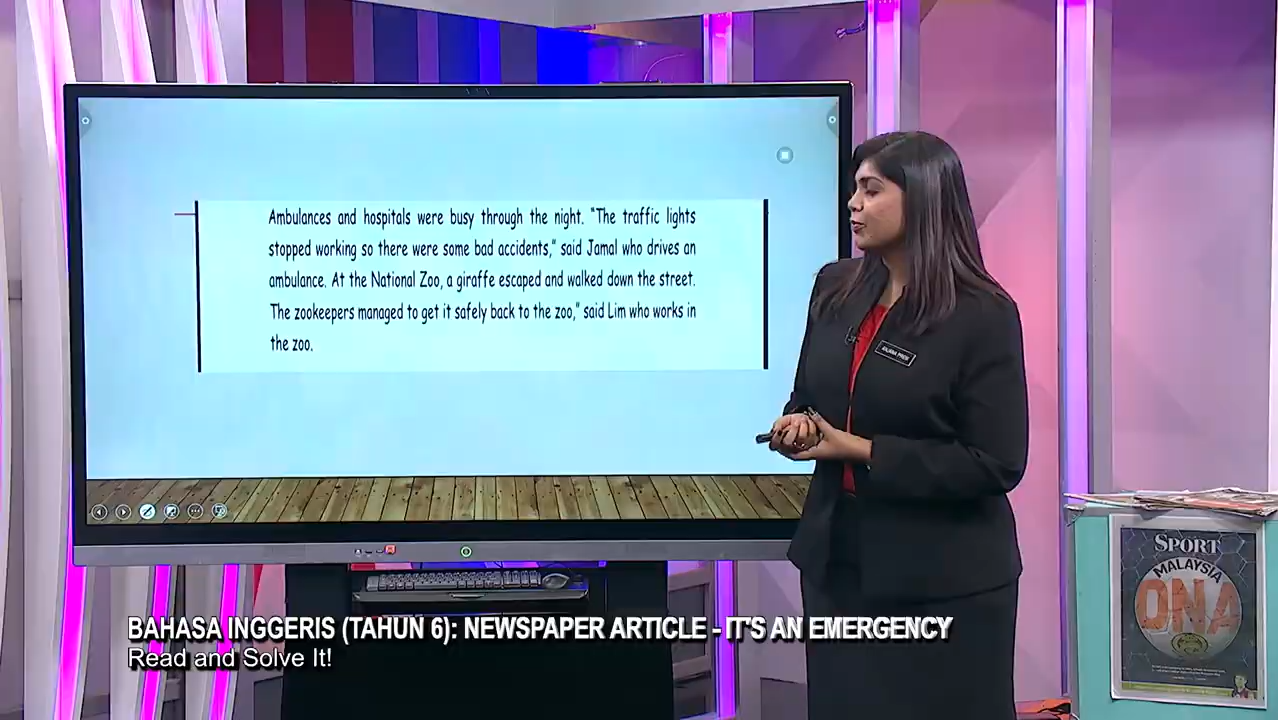 Ambulances and hospitals were busy through the night. “The traffic lights
stopped working so there were some bad accidents,” said Jamal who drives an
ambulance. At the National Zoo, a giraffe escaped and walked down the street.
The zookeepers managed to get it safely back to the zoo,” said Lim who works in
the zoo.
BAHASA INGGERIS (TAHUN 6): NEWSPAPER ARTICLE - IT'S AN EMERGENCY
Read and Solve It!
SPORT
MALAYSIA
DNA